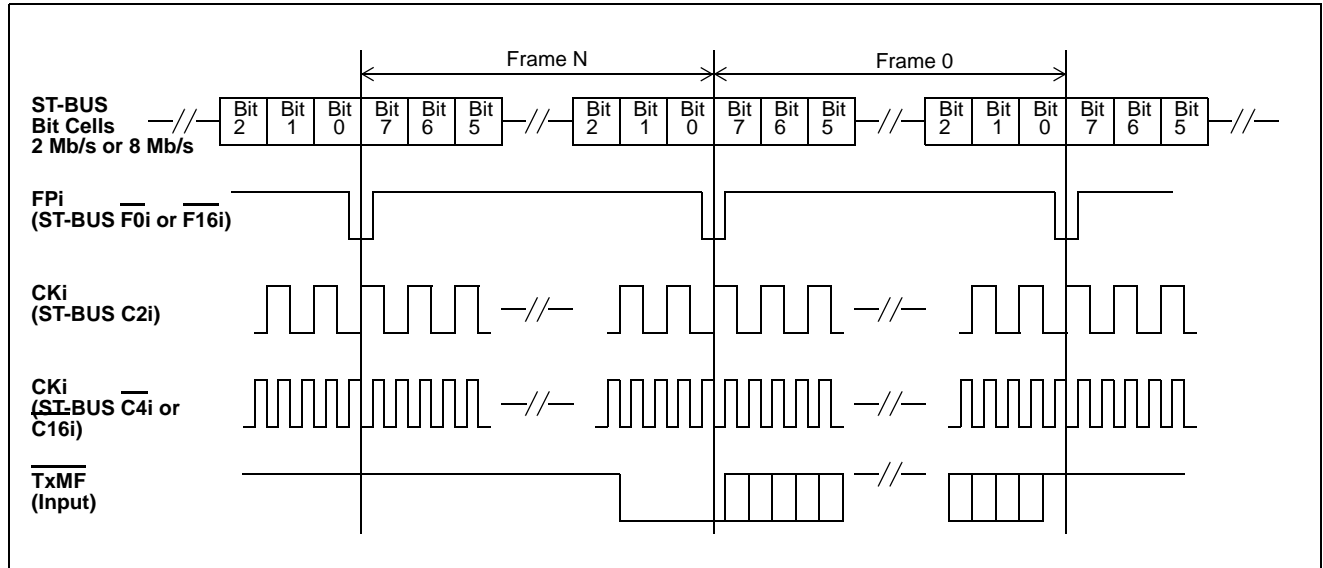 Frame N
Frame 0
ST-BUS
Bit Cells
2 Mb/s or 8 Mb/s
Bit 2 Bit 1 Bit 0 Bit 7 Bit 6 Bit 5 Bit 2 Bit 1 Bit 0 Bit 7 Bit 6 Bit 5 Bit 2 Bit 1 Bit 0 Bit 7 Bit 6 Bit 5
FPi
(ST-BUS F0i or F16i)
CKi
(ST-BUS C2i)
CKi
(ST-BUS C4i or
C16i)
TxMF
(Input)